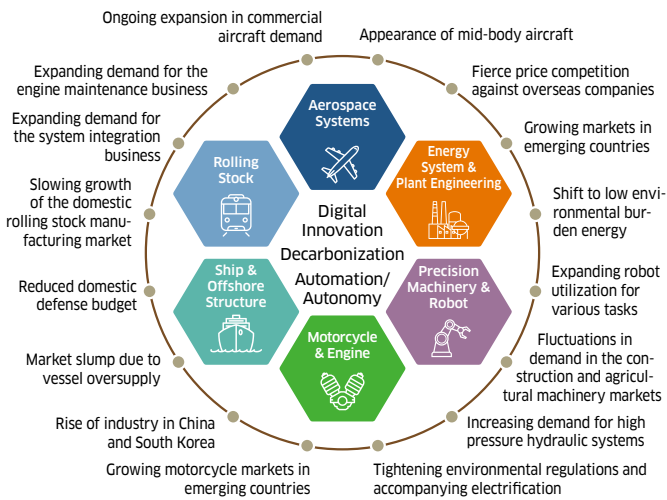 Ongoing expansion in commercial
aircraft demand
Appearance of mid-body aircraft
Expanding demand for the
engine maintenance business
Fierce price competition
against overseas companies
Expanding demand for
the system integration
business
Growing markets in
emerging countries
Slowing growth of
the domestic
rolling stock manu-
facturing market
Shift to low envi-
ronmental bur-
den energy
Reduced domestic
defense budget
Expanding robot
utilization for
various tasks
Market slump due to
vessel oversupply
Fluctuations in
demand in the con-
struction and agricul-
tural machinery markets
Rise of industry in China
and South Korea
Increasing demand for high
pressure hydraulic systems
Growing motorcycle markets in
emerging countries
Tightening environmental regulations and
accompanying electrification
Aerospace
Systems
Rolling
Stock
Energy
System &
Plant Engineering
Digital
Innovation
Decarbonization
Automation/
Autonomy
Ship &
Offshore
Structure
Precision
Machinery &
Robot
Motorcycle
& Engine